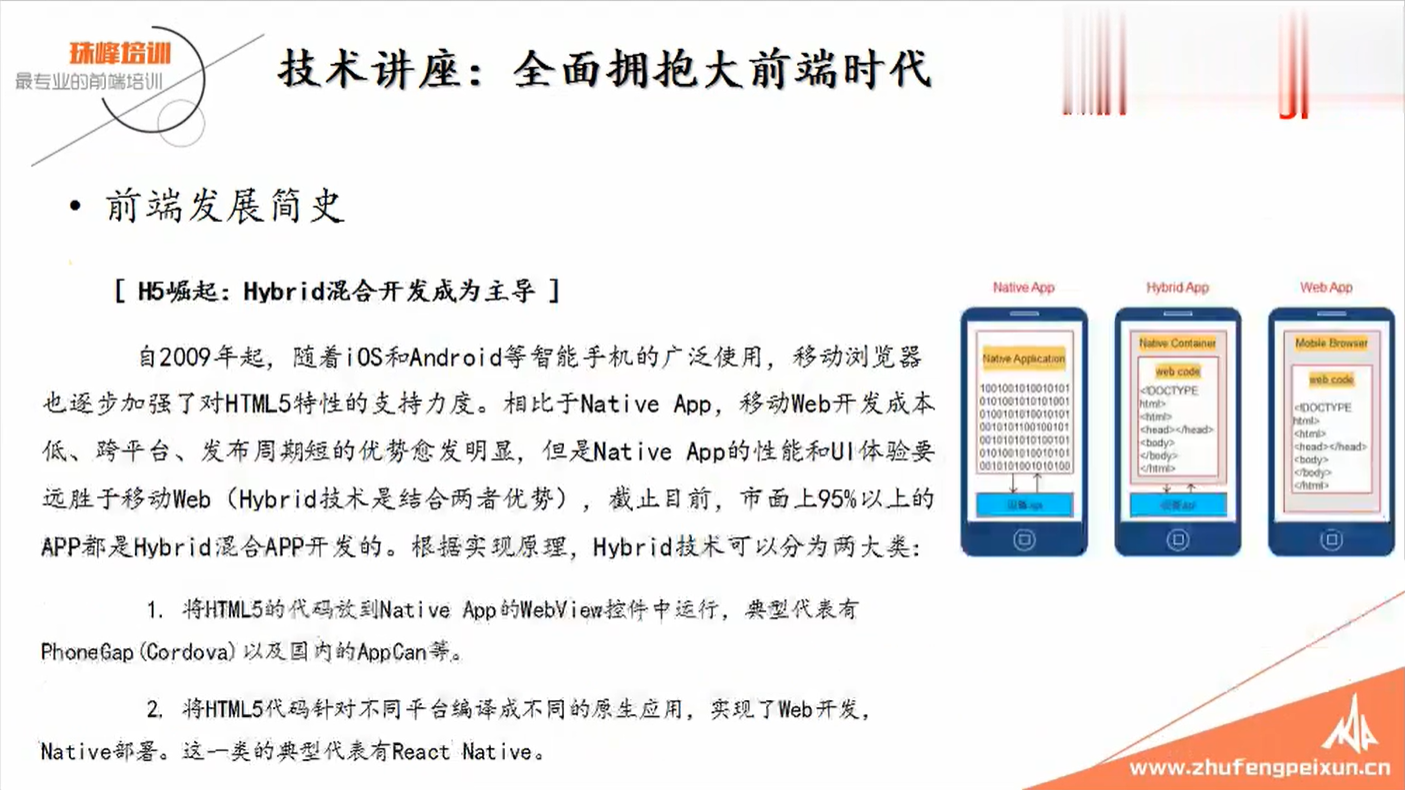 珠峰培训
最专业的前端培训
技术讲座：全面拥抱大前端时代
• 前端发展简史
[ H5崛起：Hybrid混合开发成为主导 ]
自2009年起，随着iOS和Android等智能手机的广泛使用，移动浏览器
也逐步加强了对HTML5特性的支持力度。相比于Native App，移动Web开发成本
低、跨平台、发布周期短的优势愈发明显，但是Native App的性能和UI体验要
远胜于移动Web（Hybrid技术是结合两者优势），截止目前，市面上95%以上的
APP都是Hybrid混合APP开发的。根据实现原理，Hybrid技术可以分为两大类：
1. 将HTML5的代码放到Native App的WebView控件中运行，典型代表有
PhoneGap(Cordova)以及国内的AppCan等。
2. 将HTML5代码针对不同平台编译成不同的原生应用，实现了Web开发，
Native部署。这一类的典型代表有React Native。
Native App
Native Application
1001001010010101
01010010101010010
01001010100101010
00101011001001010
00101010101001010
01010010101001010
00101010010101000
Hybrid App
Native Container
web code
<!DOCTYPE
html>
<html>
<head></head>
<body>
</body>
</html>
Web App
Mobile Browser
web code
<!DOCTYPE
html>
<html>
<head></head>
<body>
</body>
</html>
www.zhufengpeixun.cn